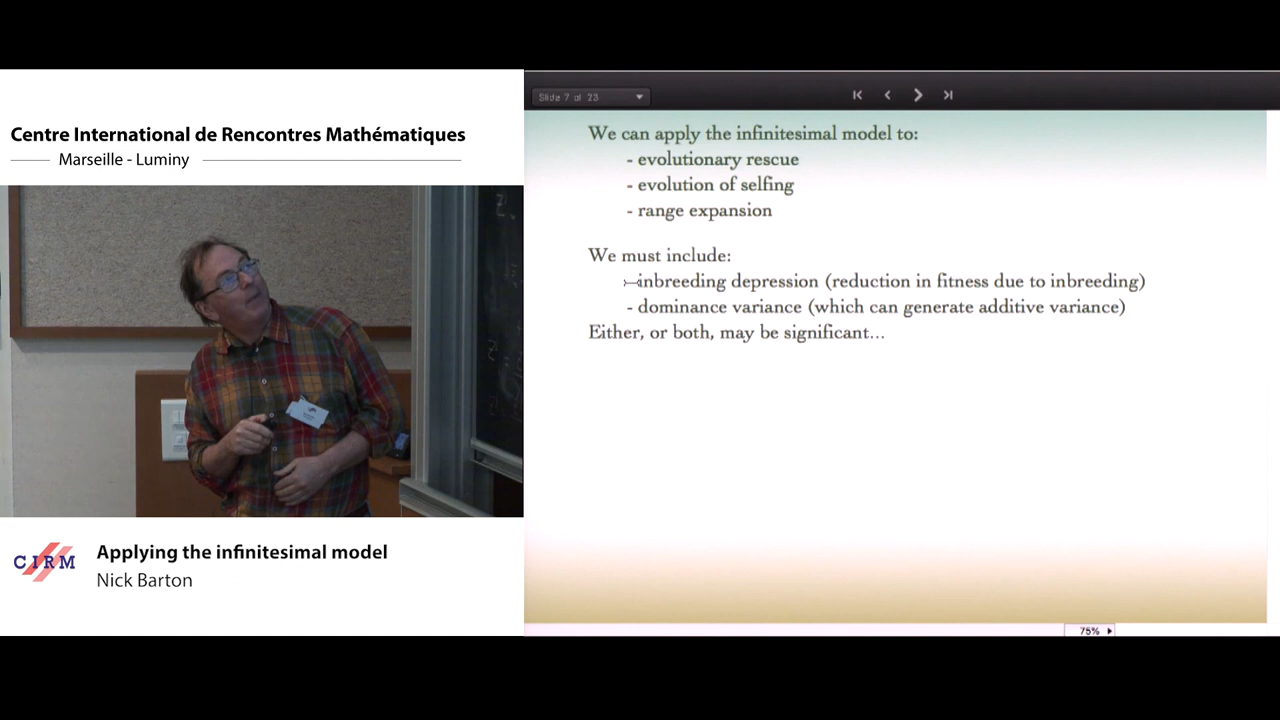 Centre International de Rencontres Mathématiques
Marseille - Luminy
CIRM
Applying the infinitesimal model
Nick Barton
Slide 7 of 23
We can apply the infinitesimal model to:
- evolutionary rescue
- evolution of selfing
- range expansion
We must include:
- inbreeding depression (reduction in fitness due to inbreeding)
- dominance variance (which can generate additive variance)
Either, or both, may be significant...
75%